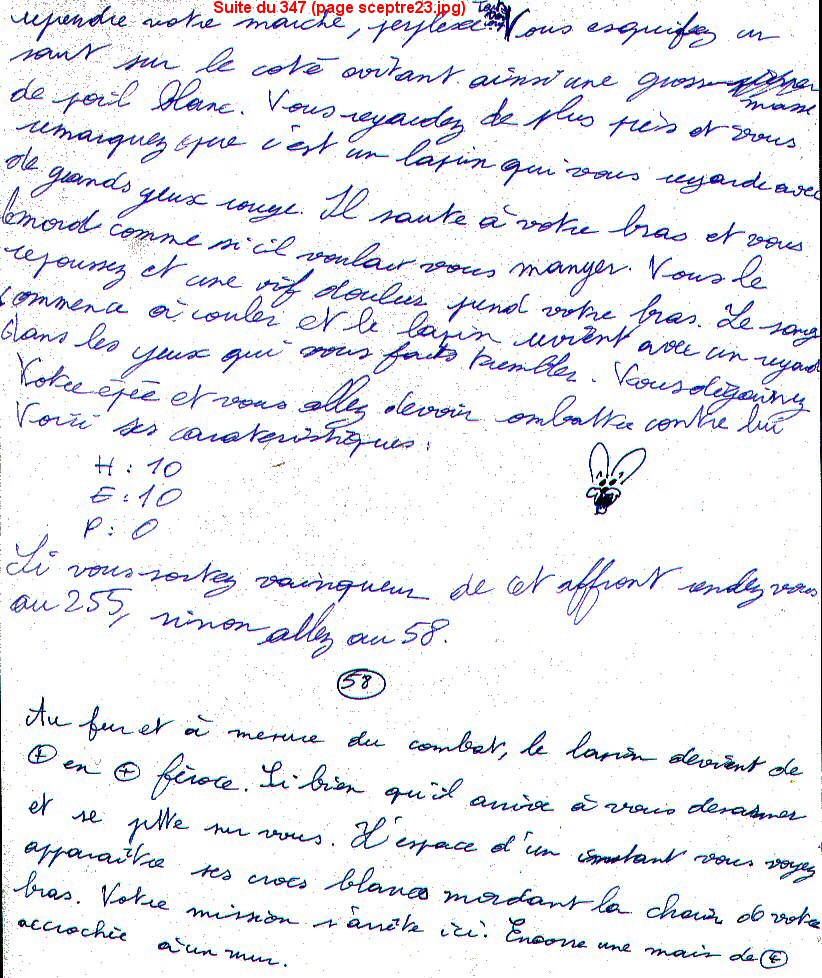 Suite du 347 (page sceptre23.jpg)
reprendre votre marche, perplexe. Vous esquifez un
saut sur le coté évitant ainsi une grosse masse
de poil blanc. Vous regardez de plus près et vous
remarquez que c'est un lapin qui vous regarde avec
de grands yeux rouge. Il saute à votre bras et vous
mord comme si il voulait vous manger. Vous le
repoussez et une vif douleur prend votre bras. Le sang
commence à couler et le lapin revient avec un regard
dans les yeux qui vous faits trembler. Vous dégainez
Votre épée et vous allez devoir combattre contre lui
Voici ses caratéristiques :
H : 10
E : 10
P : 0
Si vous sortez vainqueur de cet affront rendez vous
au 255, sinon allez au 58.
58
Au fur et à mesure du combat, le lapin devient de
+ en + féroce. Si bien qu'il arrive à vous desarmer
et se jette sur vous. L'espace d'un instant vous voyez
apparaître ses crocs blancs mordant la chair de votre
bras. Votre mission s'arrête ici. Encore une main de +
accrochée à un mur.